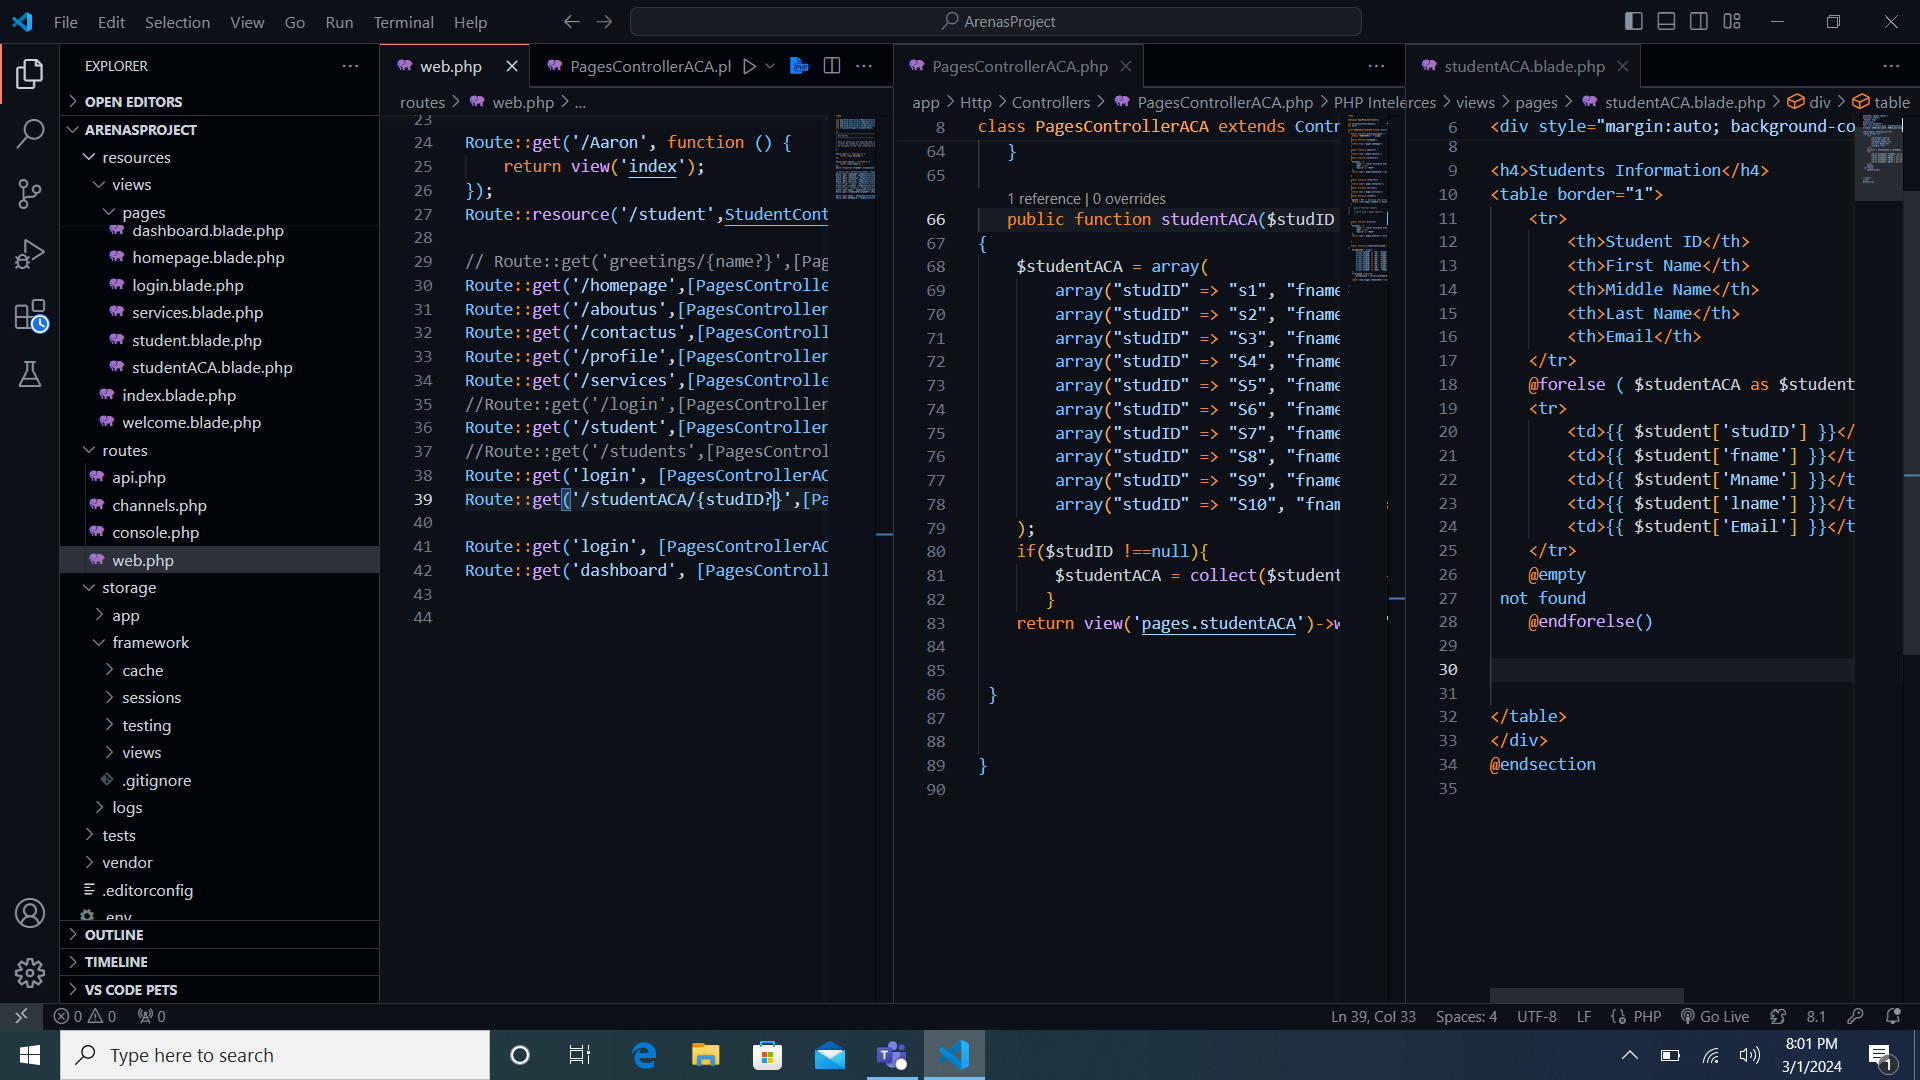 File Edit Selection View Go Run Terminal Help
ArenasProject
EXPLORER
OPEN EDITORS
ARENASPROJECT
resources
views
pages
dashboard.blade.php
homepage.blade.php
login.blade.php
services.blade.php
student.blade.php
studentACA.blade.php
index.blade.php
welcome.blade.php
routes
api.php
channels.php
console.php
web.php
storage
app
framework
cache
sessions
testing
views
.gitignore
logs
tests
vendor
.editorconfig
.env
OUTLINE
TIMELINE
VS CODE PETS
web.php
PagesControllerACA.pl
routes > web.php > ...
23
24 Route::get('/Aaron', function () {
25 return view('index');
26 });
27 Route::resource('/student',StudentCont
28
29 // Route::get('greetings/{name?}',[Pag
30 Route::get('/homepage',[PagesControlle
31 Route::get('/aboutus',[PagesController
32 Route::get('/contactus',[PagesControll
33 Route::get('/profile',[PagesController
34 Route::get('/services',[PagesControlle
35 //Route::get('/login',[PagesController
36 Route::get('/student',[PagesController
37 //Route::get('/students',[PagesControl
38 Route::get('login', [PagesControllerAC
39 Route::get('/studentACA/{studID?}',[Pa
40
41 Route::get('login', [PagesControllerAC
42 Route::get('dashboard', [PagesControll
43
44
PagesControllerACA.php
app > Http > Controllers > PagesControllerACA.php > PHP Intele
8 class PagesControllerACA extends Contr
64 }
65
1 reference | 0 overrides
66 public function studentACA($studID
67 {
68 $studentACA = array(
69 array("studID" => "s1", "fname
70 array("studID" => "s2", "fname
71 array("studID" => "S3", "fname
72 array("studID" => "S4", "fname
73 array("studID" => "S5", "fname
74 array("studID" => "S6", "fname
75 array("studID" => "S7", "fname
76 array("studID" => "S8", "fname
77 array("studID" => "S9", "fname
78 array("studID" => "S10", "fnam
79 );
80 if($studID !==null){
81 $studentACA = collect($student
82 }
83 return view('pages.studentACA')->w
84
85
86 }
87
88
89 }
90
studentACA.blade.php
rces > views > pages > studentACA.blade.php > div > table
6 <div style="margin:auto; background-co
8
9 <h4>Students Information</h4>
10 <table border="1">
11 <tr>
12 <th>Student ID</th>
13 <th>First Name</th>
14 <th>Middle Name</th>
15 <th>Last Name</th>
16 <th>Email</th>
17 </tr>
18 @forelse ( $studentACA as $student
19 <tr>
20 <td>{{ $student['studID'] }}</
21 <td>{{ $student['fname'] }}</t
22 <td>{{ $student['Mname'] }}</t
23 <td>{{ $student['lname'] }}</t
24 <td>{{ $student['Email'] }}</t
25 </tr>
26 @empty
27 not found
28 @endforelse()
29
30
31
32 </table>
33 </div>
34 @endsection
35
0 0 0
Ln 39, Col 33 Spaces: 4 UTF-8 LF PHP Go Live 8.1
Type here to search
8:01 PM
3/1/2024
1